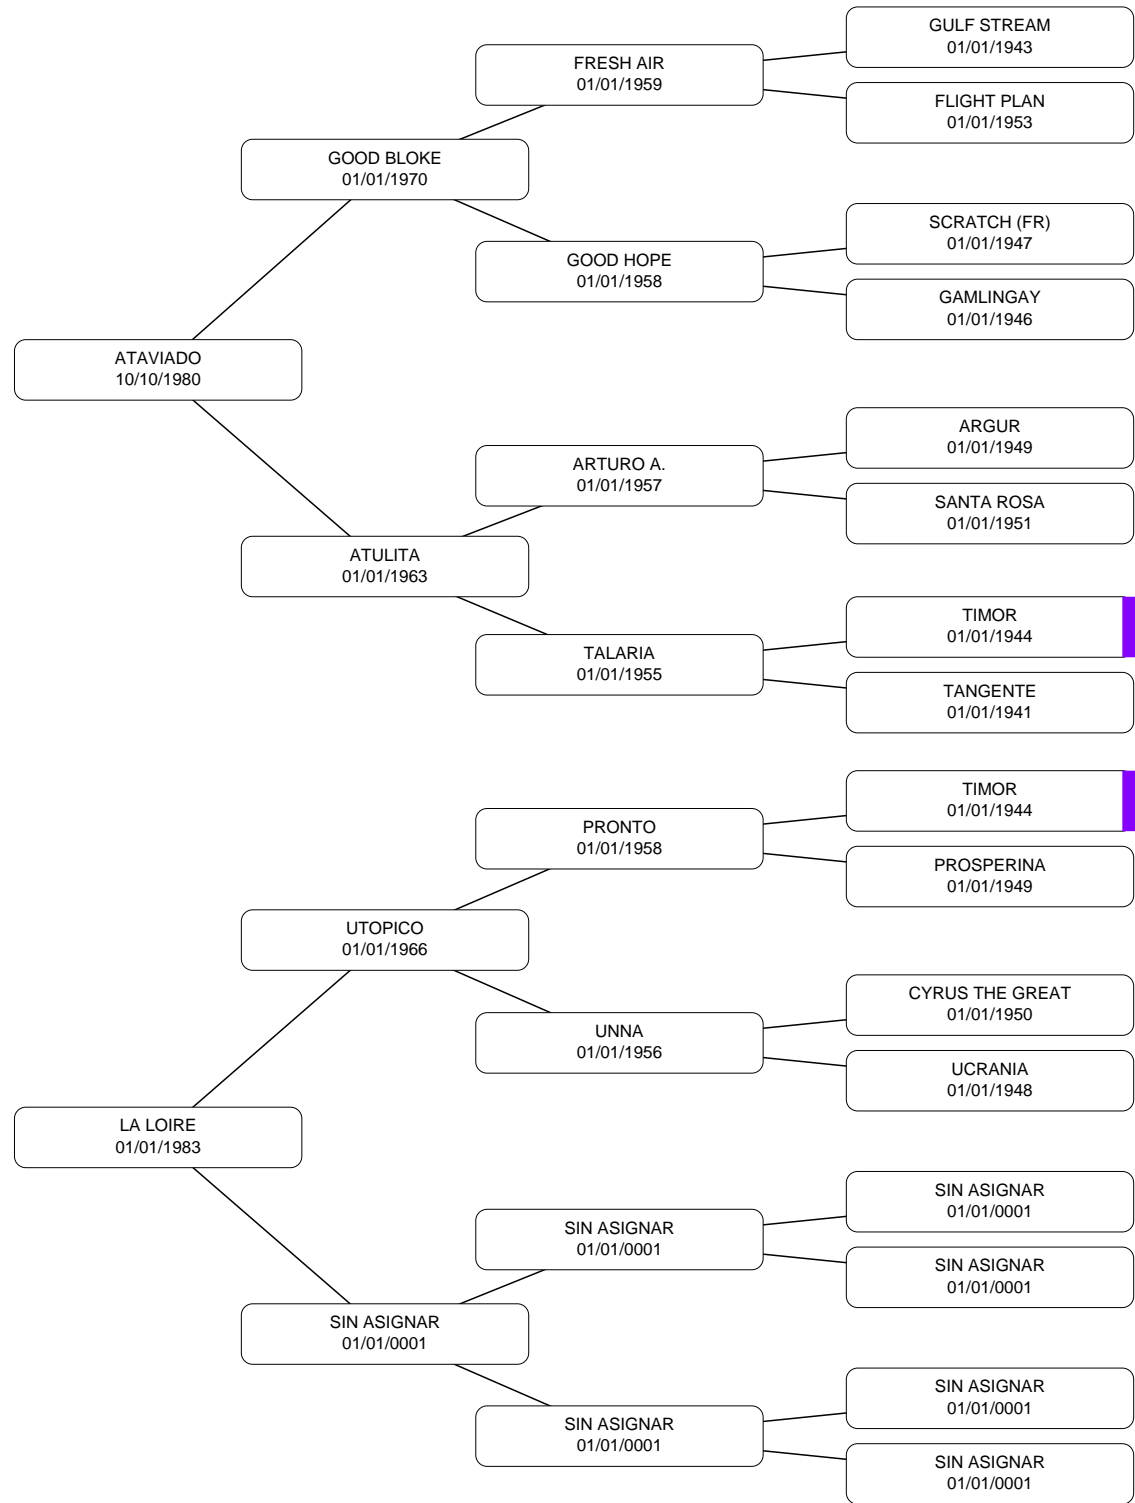 GULF STREAM
01/01/1943
FRESH AIR
01/01/1959
FLIGHT PLAN
01/01/1953
GOOD BLOKE
01/01/1970
SCRATCH (FR)
01/01/1947
GOOD HOPE
01/01/1958
GAMLINGAY
01/01/1946
ATAVIADO
10/10/1980
ARGUR
01/01/1949
ARTURO A.
01/01/1957
SANTA ROSA
01/01/1951
ATULITA
01/01/1963
TIMOR
01/01/1944
TALARIA
01/01/1955
TANGENTE
01/01/1941
TIMOR
01/01/1944
PRONTO
01/01/1958
PROSPERINA
01/01/1949
UTOPICO
01/01/1966
CYRUS THE GREAT
01/01/1950
UNNA
01/01/1956
UCRANIA
01/01/1948
LA LOIRE
01/01/1983
SIN ASIGNAR
01/01/0001
SIN ASIGNAR
01/01/0001
SIN ASIGNAR
01/01/0001
SIN ASIGNAR
01/01/0001
SIN ASIGNAR
01/01/0001
SIN ASIGNAR
01/01/0001
SIN ASIGNAR
01/01/0001